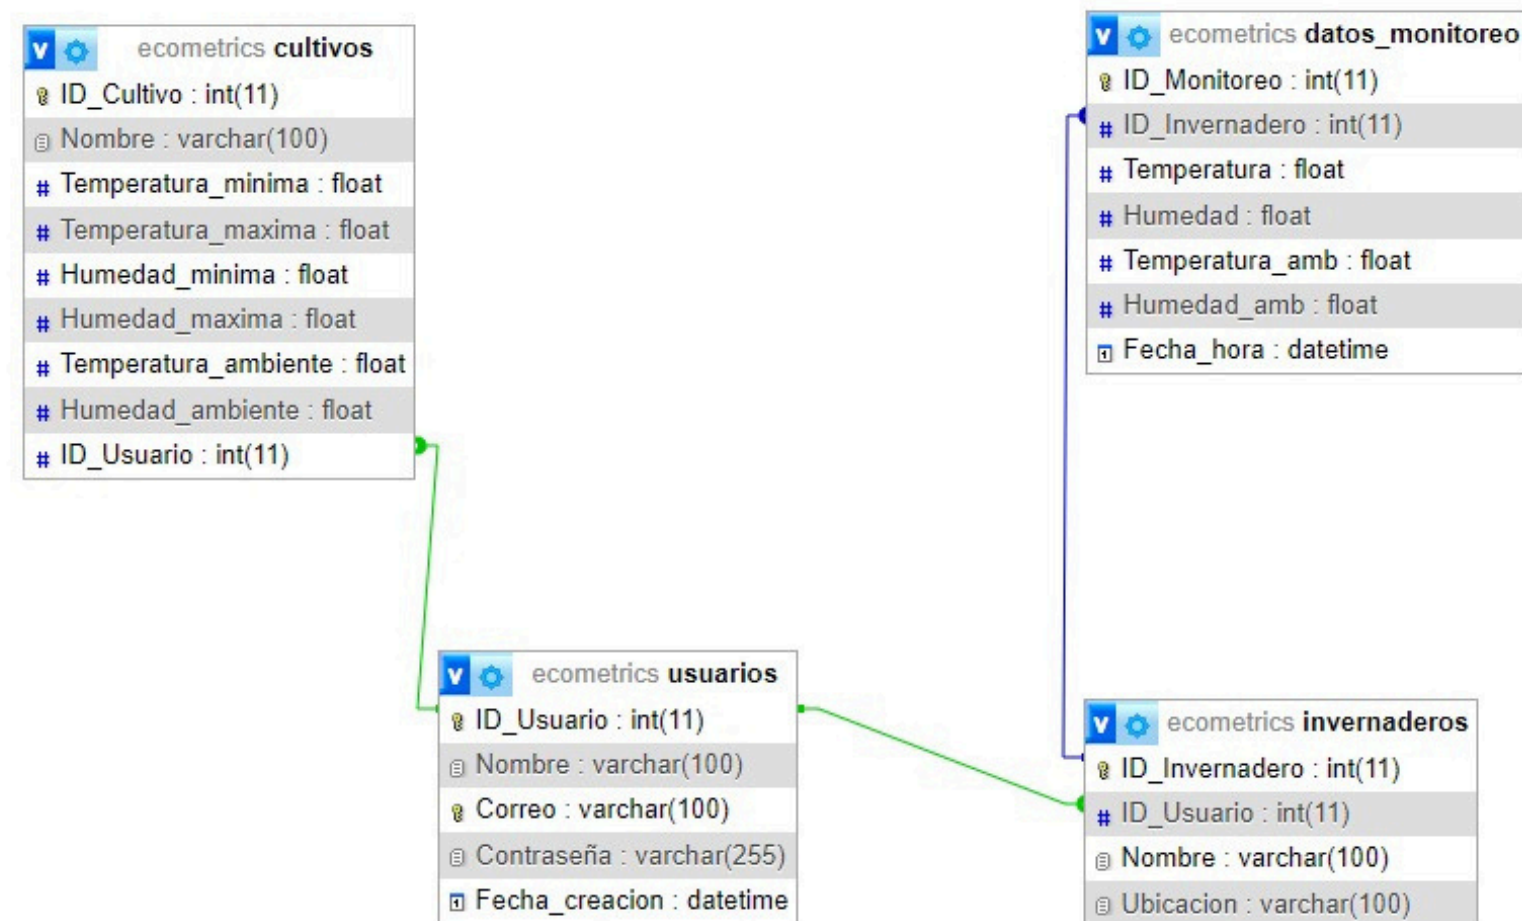 ecometrics cultivos
ID_Cultivo : int(11)
Nombre : varchar(100)
Temperatura_minima : float
Temperatura_maxima : float
Humedad_minima : float
Humedad_maxima : float
Temperatura_ambiente : float
Humedad_ambiente : float
ID_Usuario : int(11)
ecometrics datos_monitoreo
ID_Monitoreo : int(11)
ID_Invernadero : int(11)
Temperatura : float
Humedad : float
Temperatura_amb : float
Humedad_amb : float
Fecha_hora : datetime
ecometrics usuarios
ID_Usuario : int(11)
Nombre : varchar(100)
Correo : varchar(100)
Contraseña : varchar(255)
Fecha_creacion : datetime
ecometrics invernaderos
ID_Invernadero : int(11)
ID_Usuario : int(11)
Nombre : varchar(100)
Ubicacion : varchar(100)